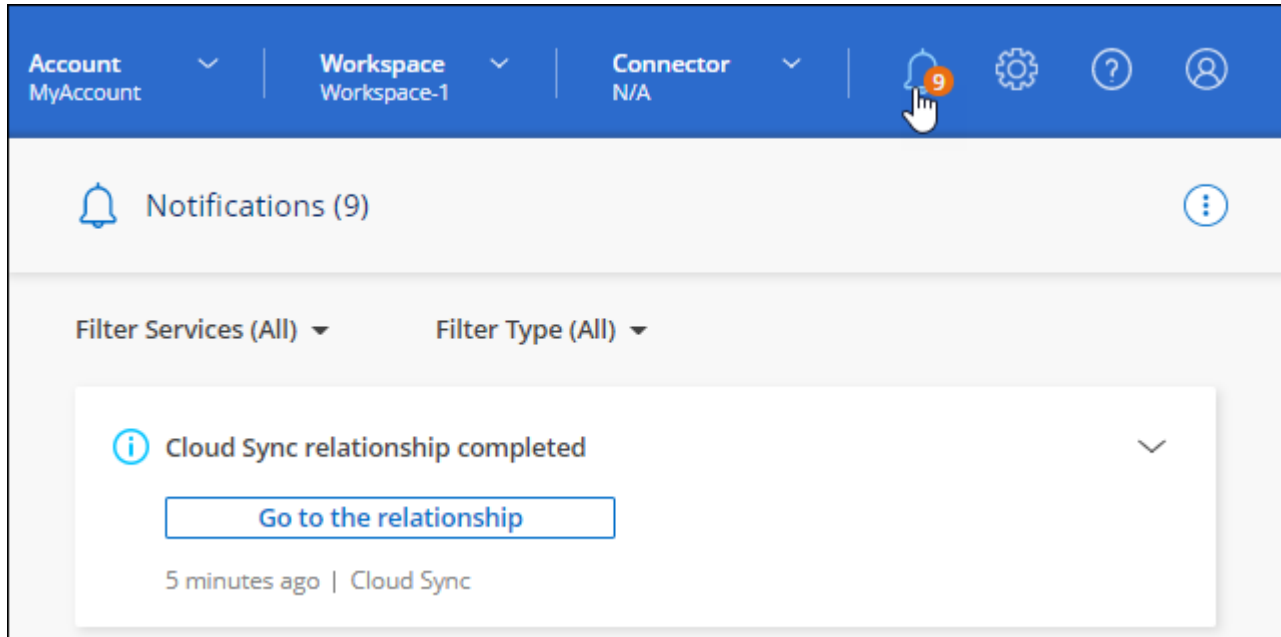 Account
MyAccount
Workspace
Workspace-1
Connector
N/A
9
?
Notifications (9)
Filter Services (All)
Filter Type (All)
i
Cloud Sync relationship completed
Go to the relationship
5 minutes ago | Cloud Sync